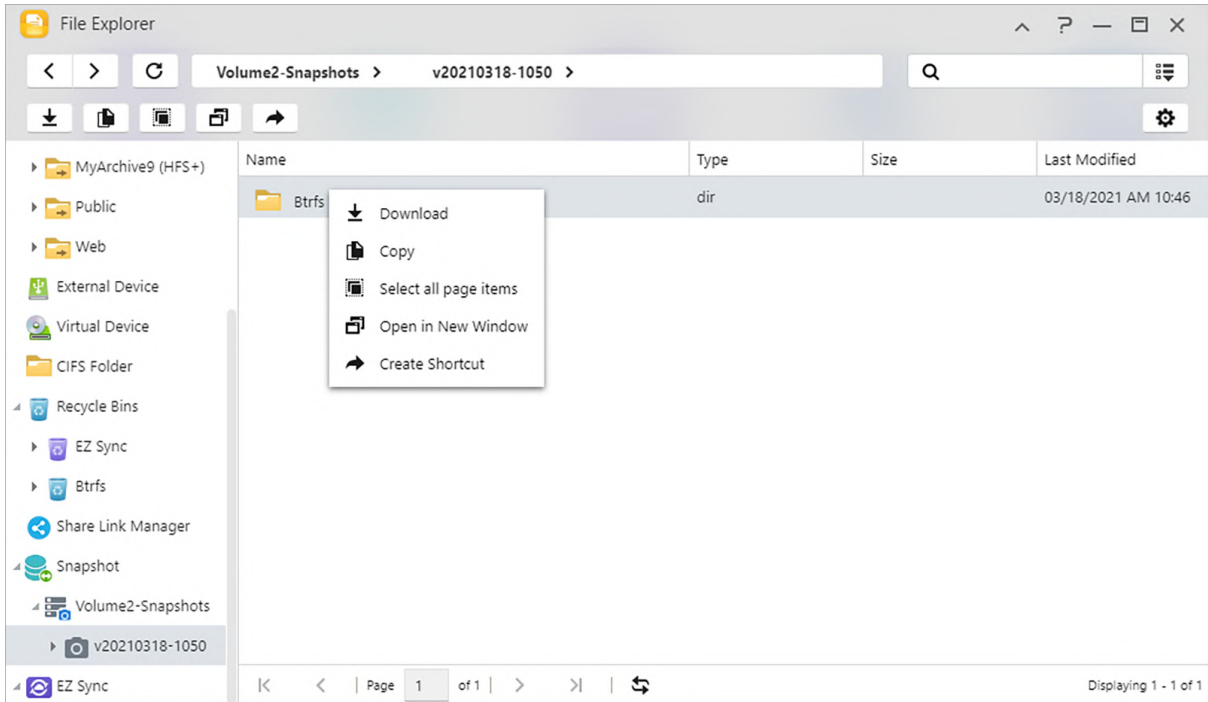 File Explorer
Volume2-Snapshots > v20210318-1050 >
MyArchive9 (HFS+)
Public
Web
External Device
Virtual Device
CIFS Folder
Recycle Bins
EZ Sync
Btrfs
Share Link Manager
Snapshot
Volume2-Snapshots
v20210318-1050
EZ Sync
Name Type Size Last Modified
Btrfs dir 03/18/2021 AM 10:46
Download
Copy
Select all page items
Open in New Window
Create Shortcut
Page 1 of 1
Displaying 1 - 1 of 1